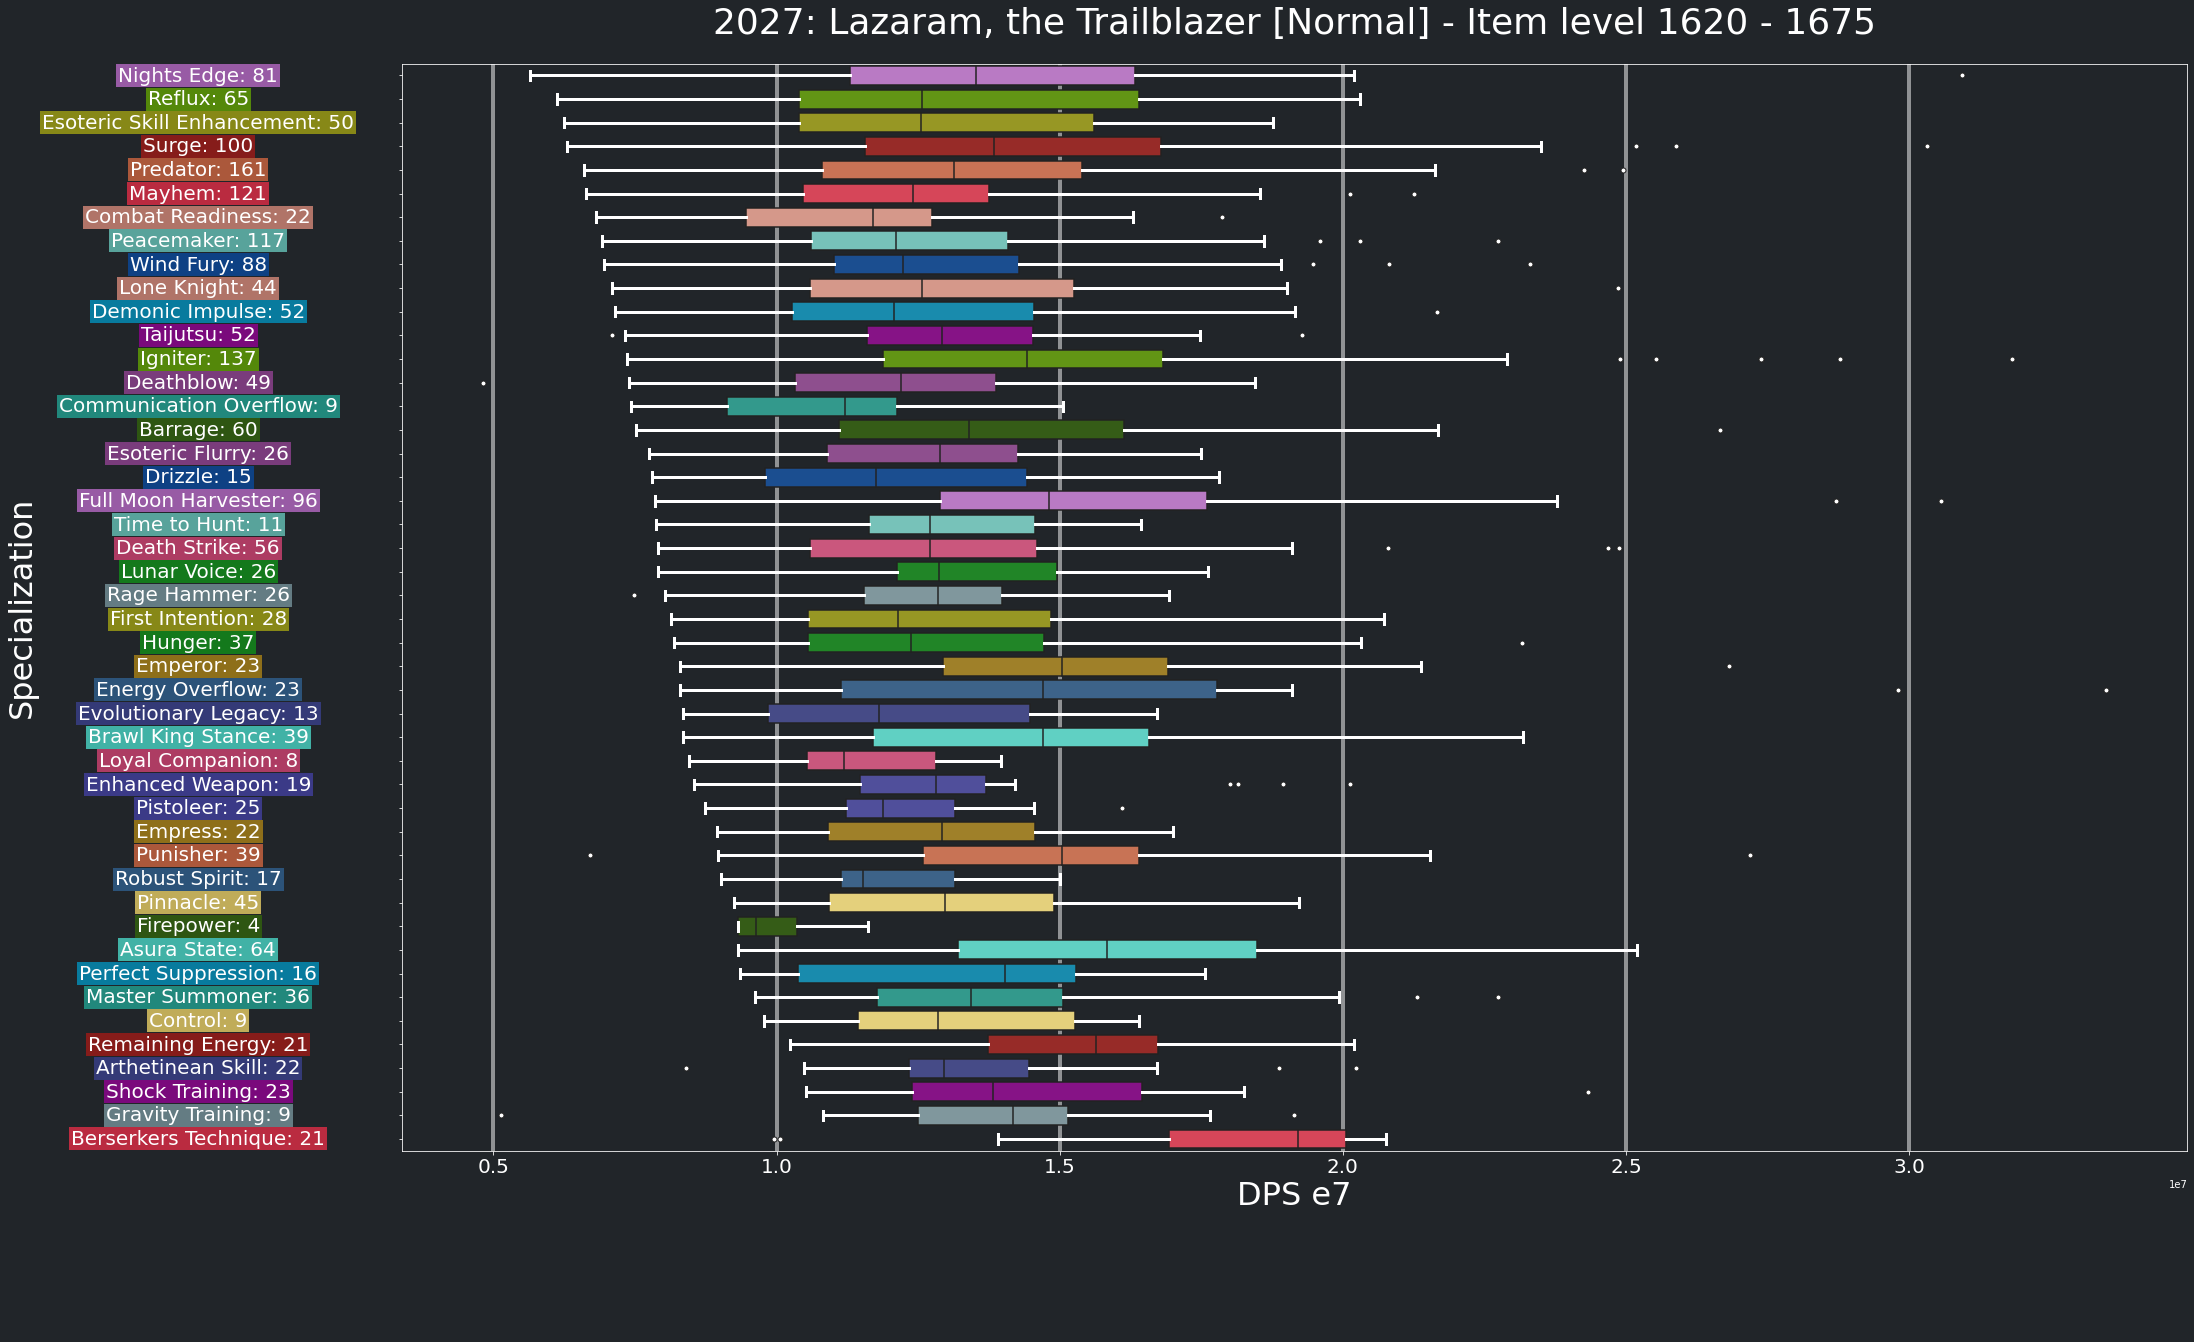 2027: Lazaram, the Trailblazer [Normal] - Item level 1620 - 1675
Specialization
Nights Edge: 81
Reflux: 65
Esoteric Skill Enhancement: 50
Surge: 100
Predator: 161
Mayhem: 121
Combat Readiness: 22
Peacemaker: 117
Wind Fury: 88
Lone Knight: 44
Demonic Impulse: 52
Taijutsu: 52
Igniter: 137
Deathblow: 49
Communication Overflow: 9
Barrage: 60
Esoteric Flurry: 26
Drizzle: 15
Full Moon Harvester: 96
Time to Hunt: 11
Death Strike: 56
Lunar Voice: 26
Rage Hammer: 26
First Intention: 28
Hunger: 37
Emperor: 23
Energy Overflow: 23
Evolutionary Legacy: 13
Brawl King Stance: 39
Loyal Companion: 8
Enhanced Weapon: 19
Pistoleer: 25
Empress: 22
Punisher: 39
Robust Spirit: 17
Pinnacle: 45
Firepower: 4
Asura State: 64
Perfect Suppression: 16
Master Summoner: 36
Control: 9
Remaining Energy: 21
Arthetinean Skill: 22
Shock Training: 23
Gravity Training: 9
Berserkers Technique: 21
0.5 1.0 1.5 2.0 2.5 3.0
1e7
DPS e7